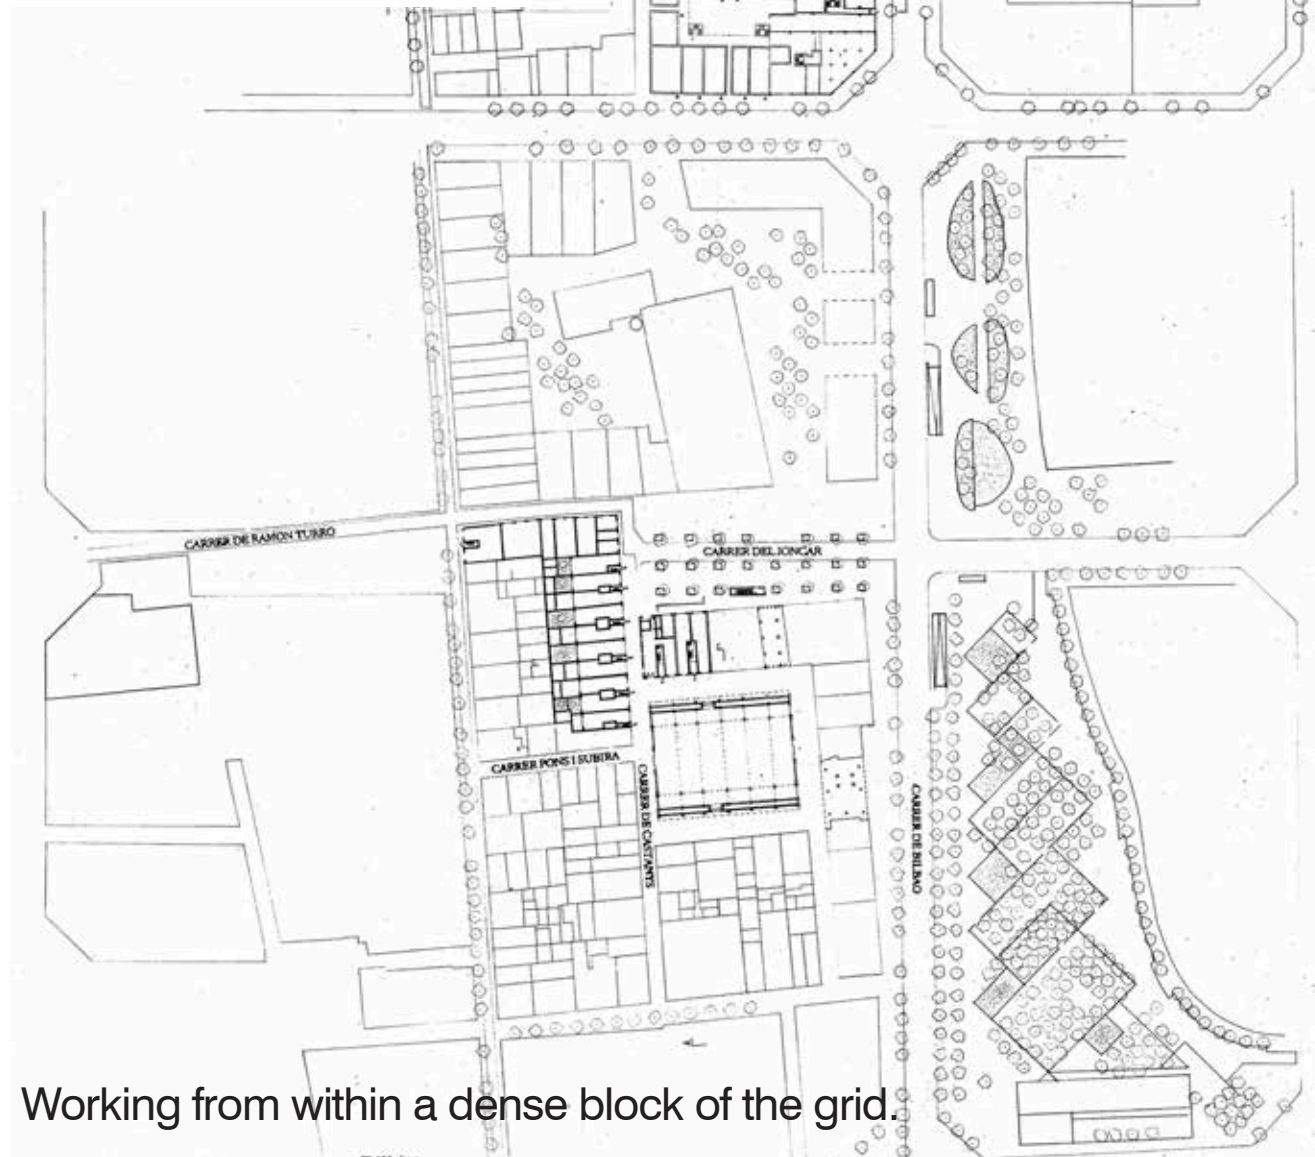 CARRER DE RAMON TURRO
CARRER DEL JONCAR
CARRER PONS I SUBIRA
CARRER DE CASTANYS
CARRER DE BILBAO
Working from within a dense block of the grid.